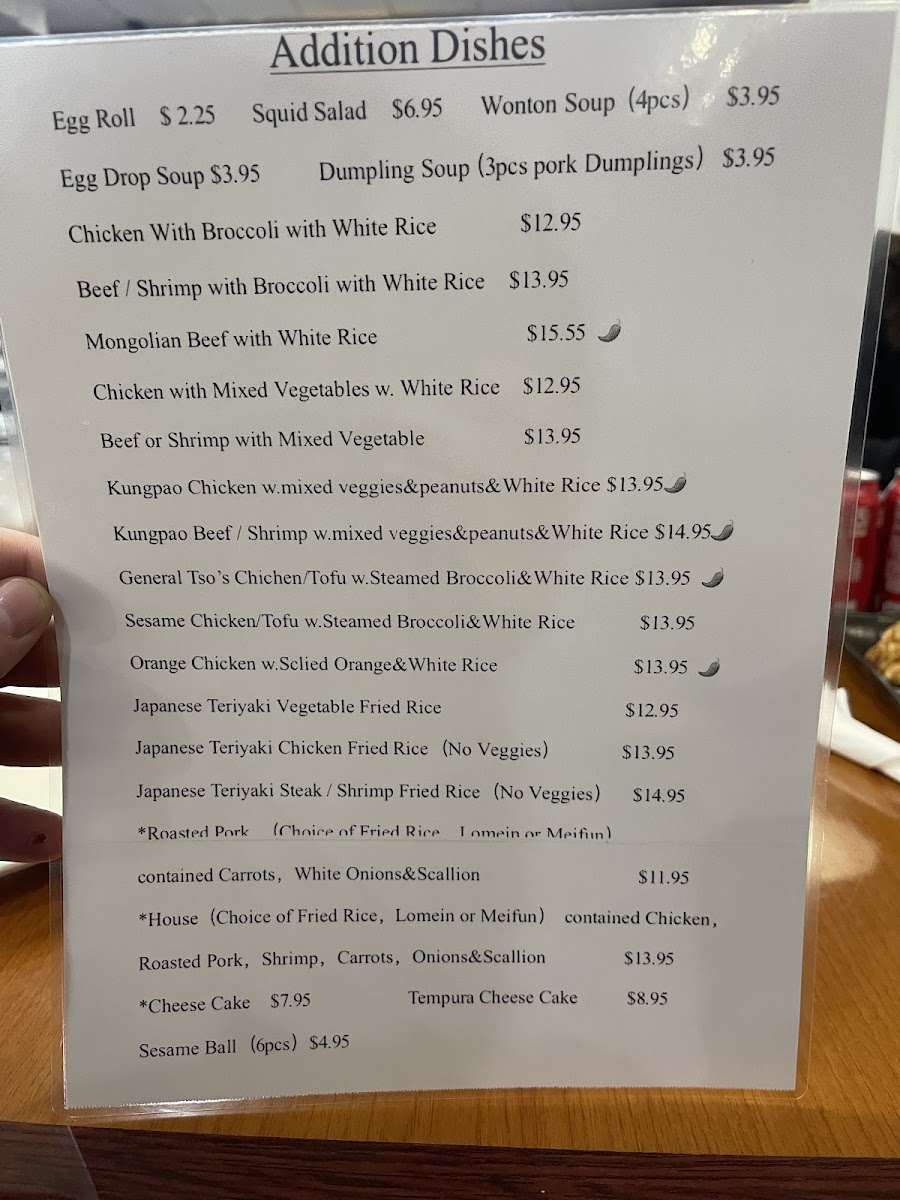 Addition Dishes
Egg Roll $ 2.25 Squid Salad $6.95 Wonton Soup (4pcs) $3.95
Egg Drop Soup $3.95 Dumpling Soup (3pcs pork Dumplings) $3.95
Chicken With Broccoli with White Rice $12.95
Beef / Shrimp with Broccoli with White Rice $13.95
Mongolian Beef with White Rice $15.55
Chicken with Mixed Vegetables w. White Rice $12.95
Beef or Shrimp with Mixed Vegetable $13.95
Kungpao Chicken w.mixed veggies&peanuts&White Rice $13.95
Kungpao Beef / Shrimp w.mixed veggies&peanuts&White Rice $14.95
General Tso's Chichen/Tofu w.Steamed Broccoli&White Rice $13.95
Sesame Chicken/Tofu w.Steamed Broccoli&White Rice $13.95
Orange Chicken w.Sclied Orange&White Rice $13.95
Japanese Teriyaki Vegetable Fried Rice $12.95
Japanese Teriyaki Chicken Fried Rice (No Veggies) $13.95
Japanese Teriyaki Steak / Shrimp Fried Rice (No Veggies) $14.95
*Roasted Pork (Choice of Fried Rice Lomein or Meifun)
contained Carrots, White Onions&Scallion $11.95
*House (Choice of Fried Rice, Lomein or Meifun) contained Chicken,
Roasted Pork, Shrimp, Carrots, Onions&Scallion $13.95
*Cheese Cake $7.95 Tempura Cheese Cake $8.95
Sesame Ball (6pcs) $4.95